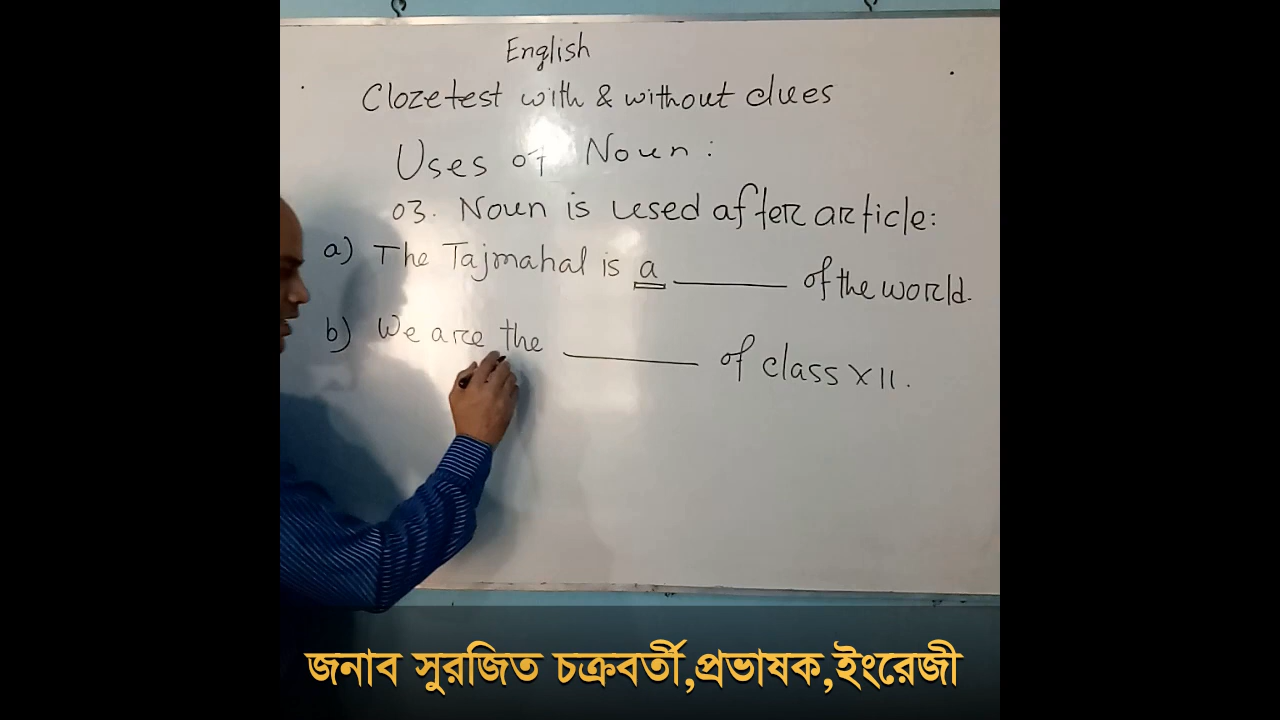 English
Clozetest with & without clues
Uses of Noun:
03. Noun is used after article:
a) The Tajmahal is a ______ of the world.
b) We are the ______ of class XII.
জনাব সুরজিত চক্রবর্তী,প্রভাষক,ইংরেজী